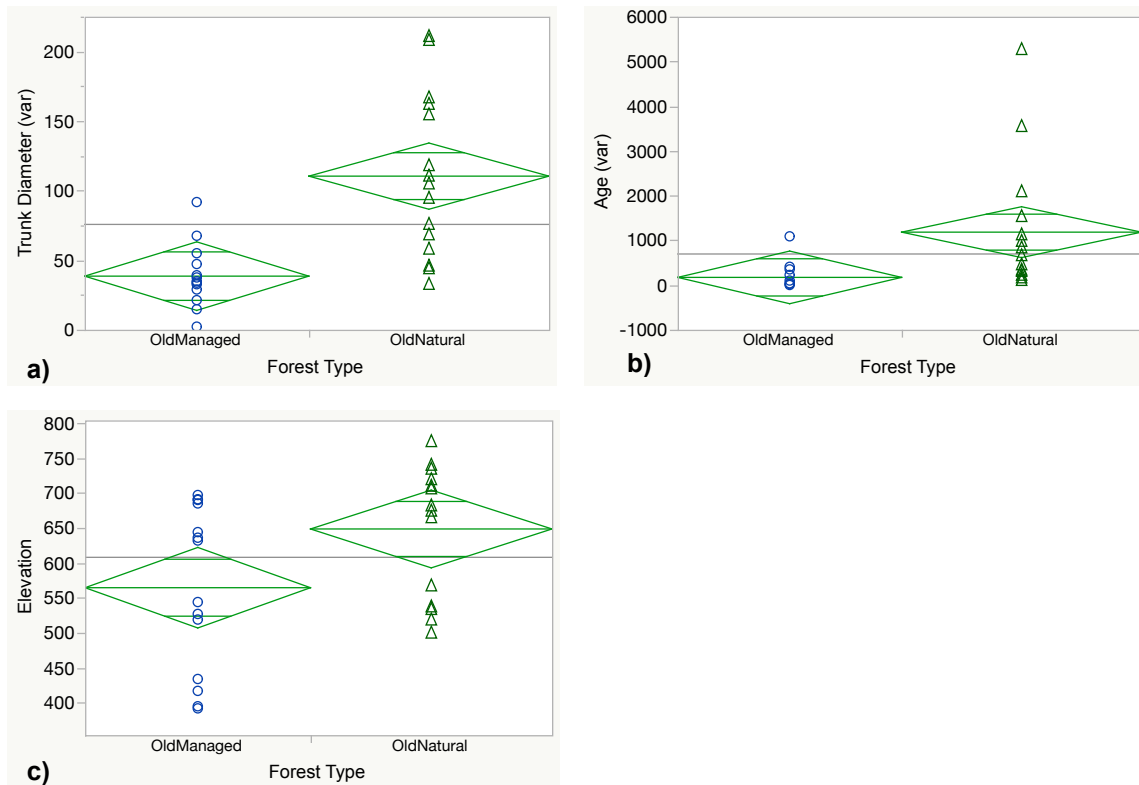 Trunk Diameter (var)
200
150
100
50
0
OldManaged OldNatural
Forest Type
a)
Age (var)
6000
5000
4000
3000
2000
1000
0
-1000
OldManaged OldNatural
Forest Type
b)
Elevation
800
750
700
650
600
550
500
450
400
OldManaged OldNatural
Forest Type
c)